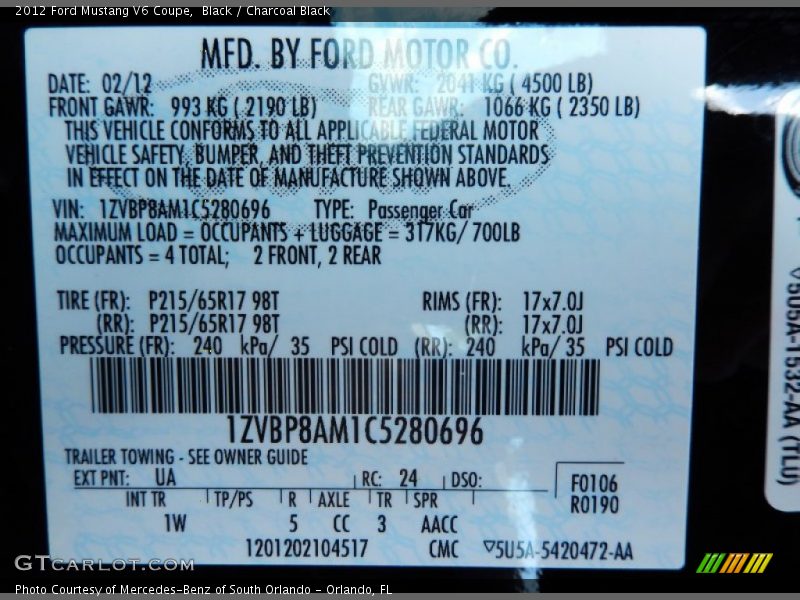 2012 Ford Mustang V6 Coupe,  Black / Charcoal Black
MFD. BY FORD MOTOR CO.
DATE: 02/12 GVWR: 2041 KG ( 4500 LB)
FRONT GAWR: 993 KG ( 2190 LB) REAR GAWR: 1066 KG ( 2350 LB)
THIS VEHICLE CONFORMS TO ALL APPLICABLE FEDERAL MOTOR
VEHICLE SAFETY, BUMPER, AND THEFT PREVENTION STANDARDS
IN EFFECT ON THE DATE OF MANUFACTURE SHOWN ABOVE.
VIN: 1ZVBP8AM1C5280696 TYPE: Passenger Car
MAXIMUM LOAD = OCCUPANTS + LUGGAGE = 317KG/ 700LB
OCCUPANTS = 4 TOTAL; 2 FRONT, 2 REAR
TIRE (FR): P215/65R17 98T RIMS (FR): 17x7.0J
(RR): P215/65R17 98T (RR): 17x7.0J
PRESSURE (FR): 240 kPa/ 35 PSI COLD (RR): 240 kPa/ 35 PSI COLD
1ZVBP8AM1C5280696
TRAILER TOWING - SEE OWNER GUIDE
EXT PNT: UA RC: 24 DSO: F0106
INT TR TP/PS R AXLE TR SPR R0190
1W 5 CC 3 AACC
1201202104517 CMC ▽5U5A-5420472-AA
▽5U5A-1532-AA (TLU)
GTCARLOT.COM
Photo Courtesy of Mercedes-Benz of South Orlando - Orlando, FL